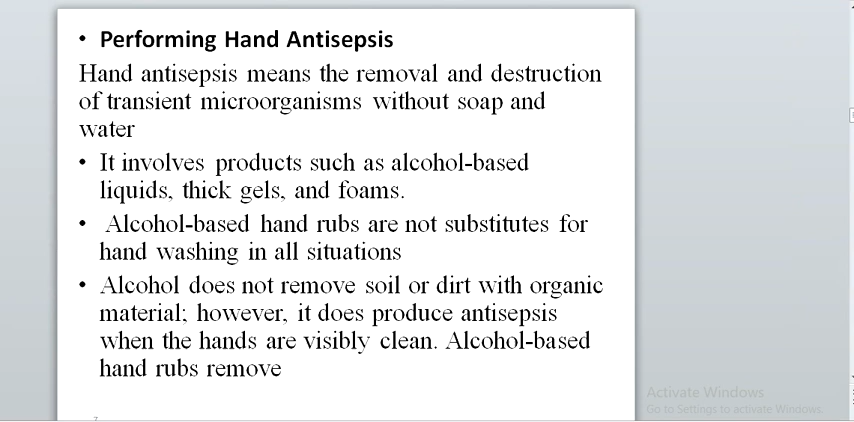 • Performing Hand Antisepsis
Hand antisepsis means the removal and destruction
of transient microorganisms without soap and
water
• It involves products such as alcohol-based
liquids, thick gels, and foams.
• Alcohol-based hand rubs are not substitutes for
hand washing in all situations
• Alcohol does not remove soil or dirt with organic
material; however, it does produce antisepsis
when the hands are visibly clean. Alcohol-based
hand rubs remove
Activate Windows
Go to Settings to activate Windows.